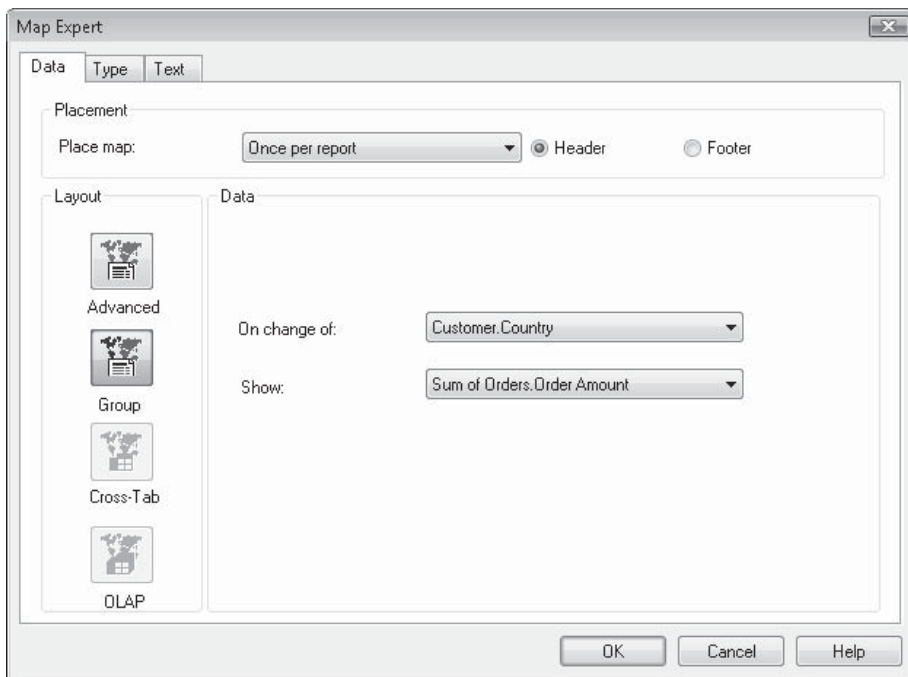 Map Expert
Data Type Text
Placement
Place map: Once per report Header Footer
Layout Data
Advanced
On change of: Customer.Country
Show: Sum of Orders.Order Amount
Group
Cross-Tab
OLAP
OK Cancel Help